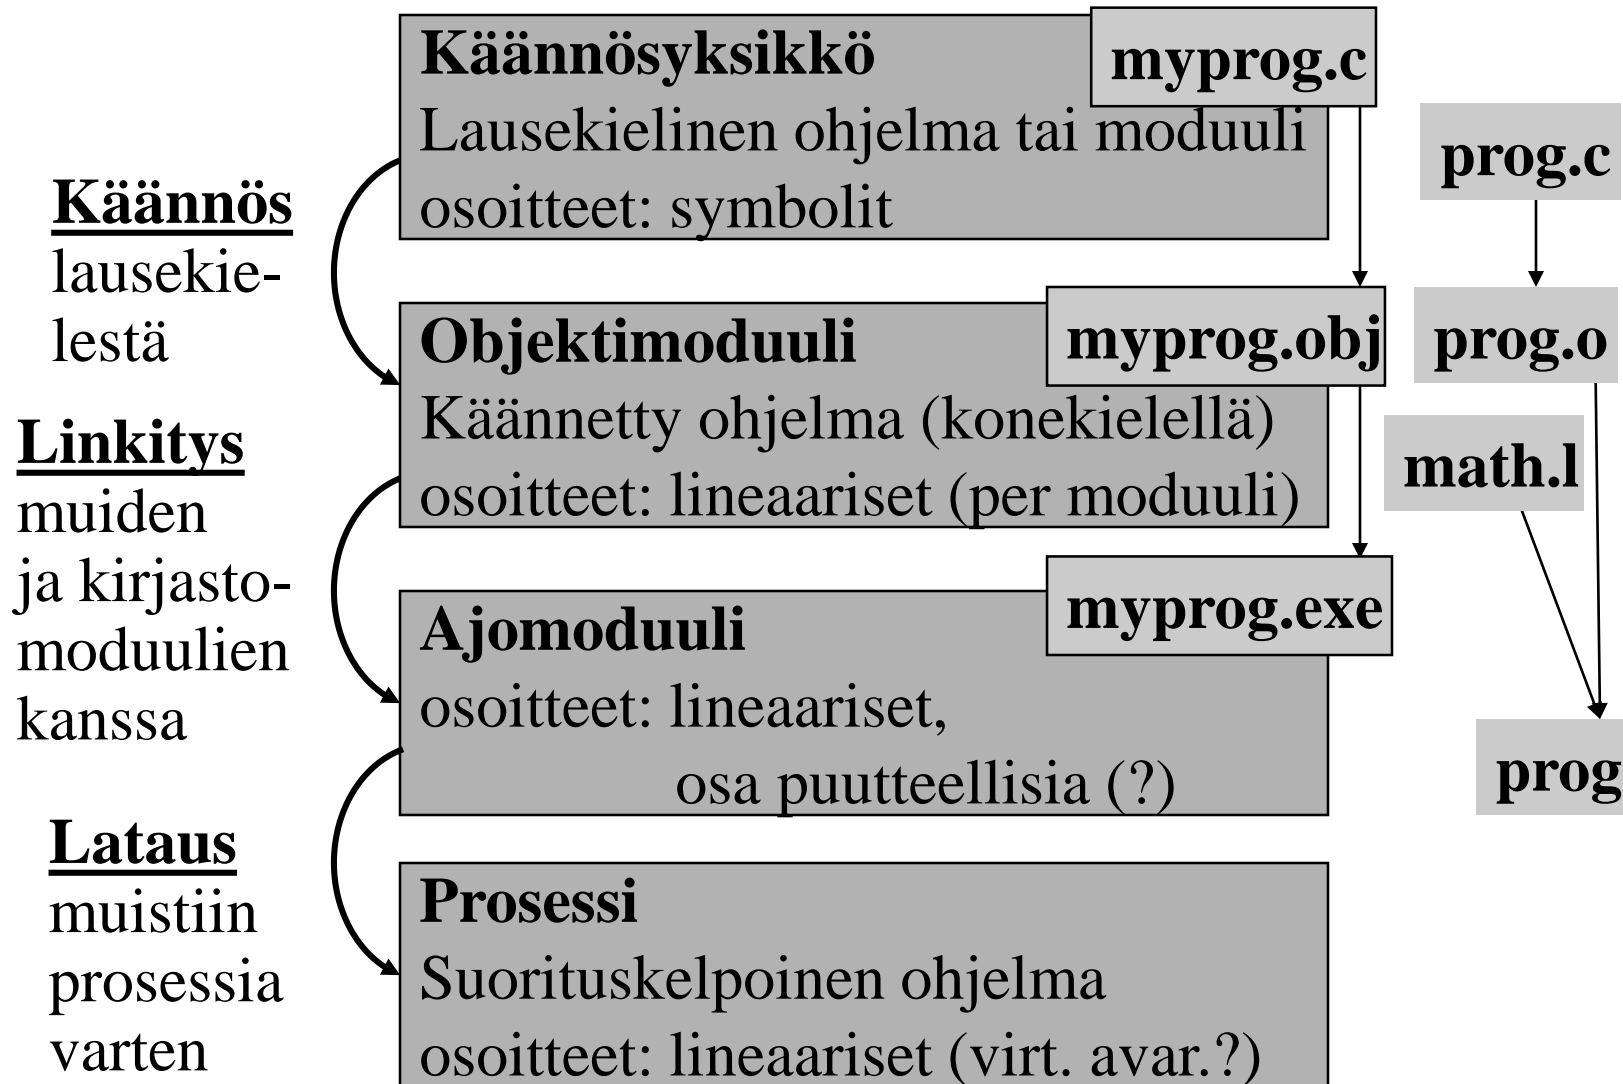 Käännösyksikkö
myprog.c
Lausekielinen ohjelma tai moduuli
osoitteet: symbolit
prog.c
Käännös
lausekie-
lestä
Objektimoduuli
myprog.obj
Käännetty ohjelma (konekielellä)
osoitteet: lineaariset (per moduuli)
prog.o
math.l
Linkitys
muiden
ja kirjasto-
moduulien
kanssa
Ajomoduuli
myprog.exe
osoitteet: lineaariset,
osa puutteellisia (?)
prog
Lataus
muistiin
prosessia
varten
Prosessi
Suorituskelpoinen ohjelma
osoitteet: lineaariset (virt. avar.?)